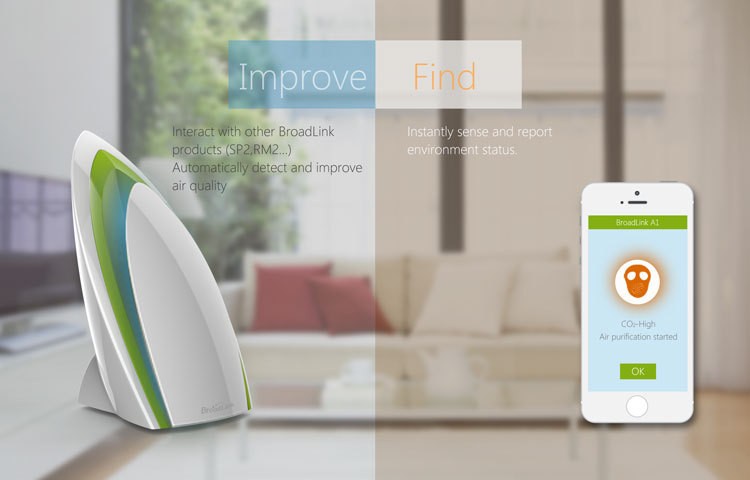 Improve
Find
Interact with other BroadLink
products (SP2,RM2...)
Automatically detect and improve
air quality
Instantly sense and report
environment status.
BroadLink A1
CO₂-High
Air purification started
OK